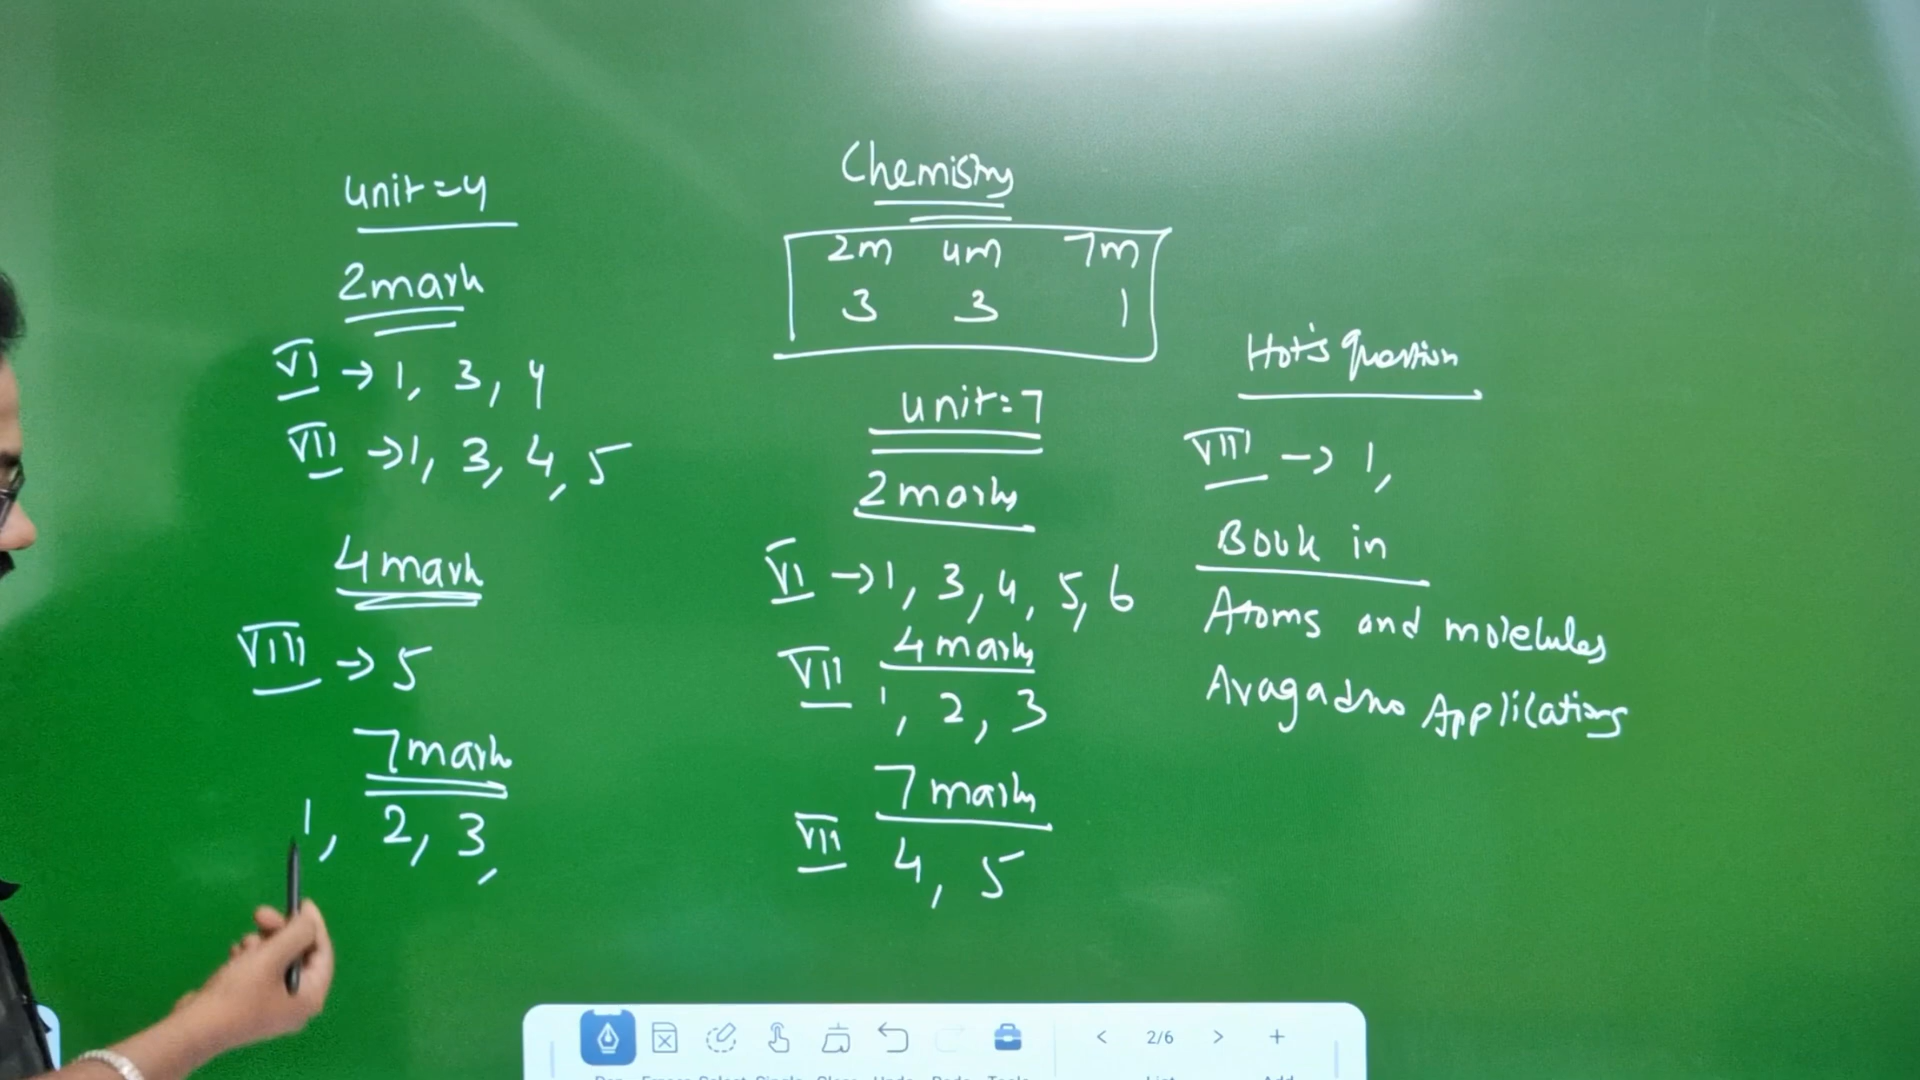 unit=4
2mark
VI → 1, 3, 4
VII → 1, 3, 4, 5
4mark
VIII → 5
7mark
1, 2, 3,
Chemistry
2m 4m 7m
3 3 1
unit=7
2marks
VI → 1, 3, 4, 5, 6
4marks
VII 1, 2, 3
7marks
VII 4, 5
Hot's question
VIII → 1,
Book in
Atoms and molecules
Avagadro Applications
2/6